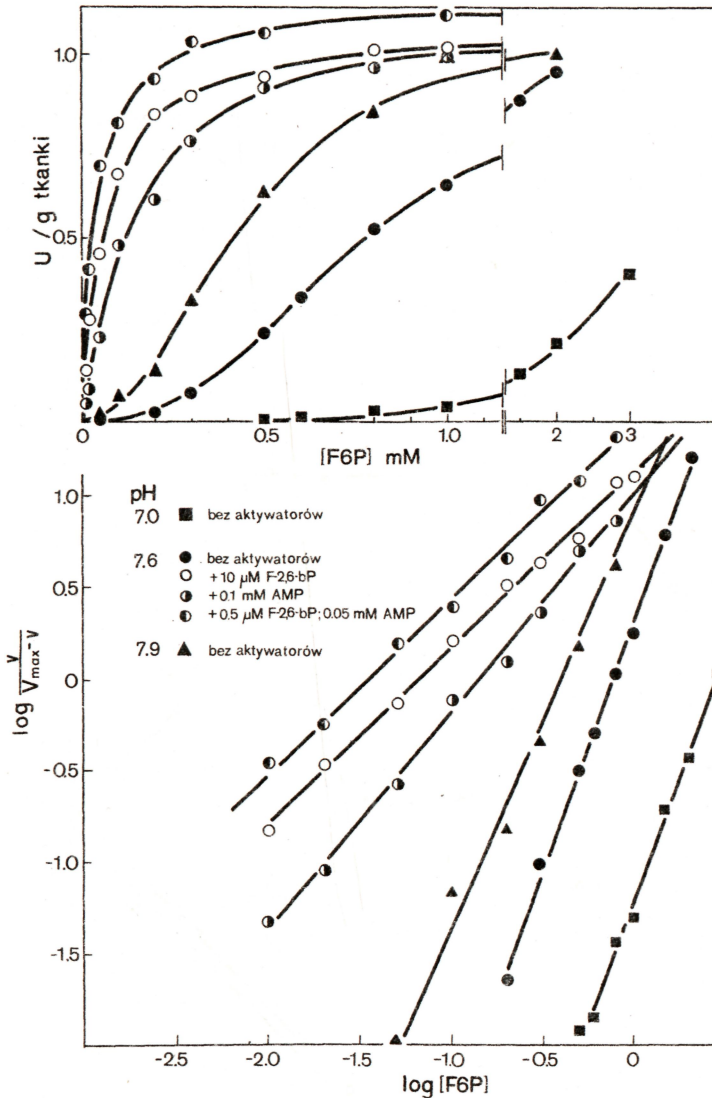 U / g tkanki
1.0
0.5
0
0 0.5 1.0 2 3
[F6P] mM
log v / Vmax-v
1.0
0.5
0
-0.5
-1.0
-1.5
pH
7.0 ■ bez aktywatorów
7.6 ● bez aktywatorów
○ +10 µM F-2,6-bP
◑ +0.1 mM AMP
◐ +0.5 µM F-2,6-bP; 0.05 mM AMP
7.9 ▲ bez aktywatorów
-2.5 -2.0 -1.5 -1.0 -0.5 0
log [F6P]